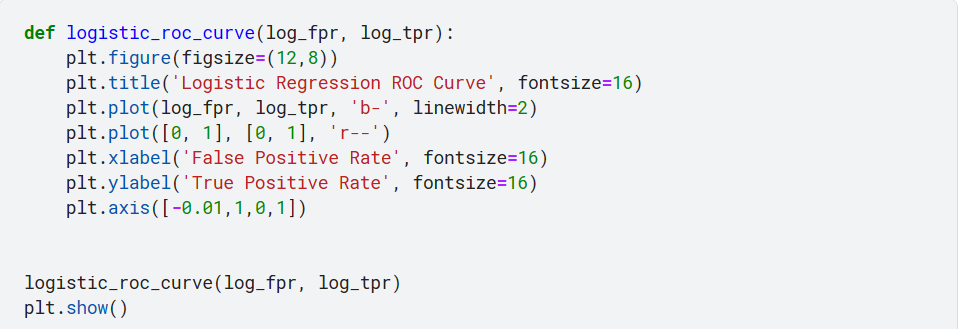 def logistic_roc_curve(log_fpr, log_tpr):
    plt.figure(figsize=(12,8))
    plt.title('Logistic Regression ROC Curve', fontsize=16)
    plt.plot(log_fpr, log_tpr, 'b-', linewidth=2)
    plt.plot([0, 1], [0, 1], 'r--')
    plt.xlabel('False Positive Rate', fontsize=16)
    plt.ylabel('True Positive Rate', fontsize=16)
    plt.axis([-0.01,1,0,1])
logistic_roc_curve(log_fpr, log_tpr)
plt.show()